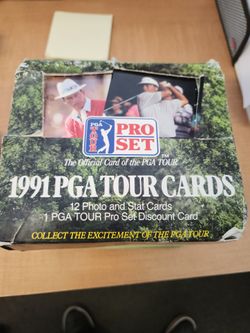 PGA TOUR
PRO SET
The Official Card of the PGA TOUR
1991 PGA TOUR CARDS
12 Photo and Stat Cards
1 PGA TOUR Pro Set Discount Card
COLLECT THE EXCITEMENT OF THE PGA TOUR